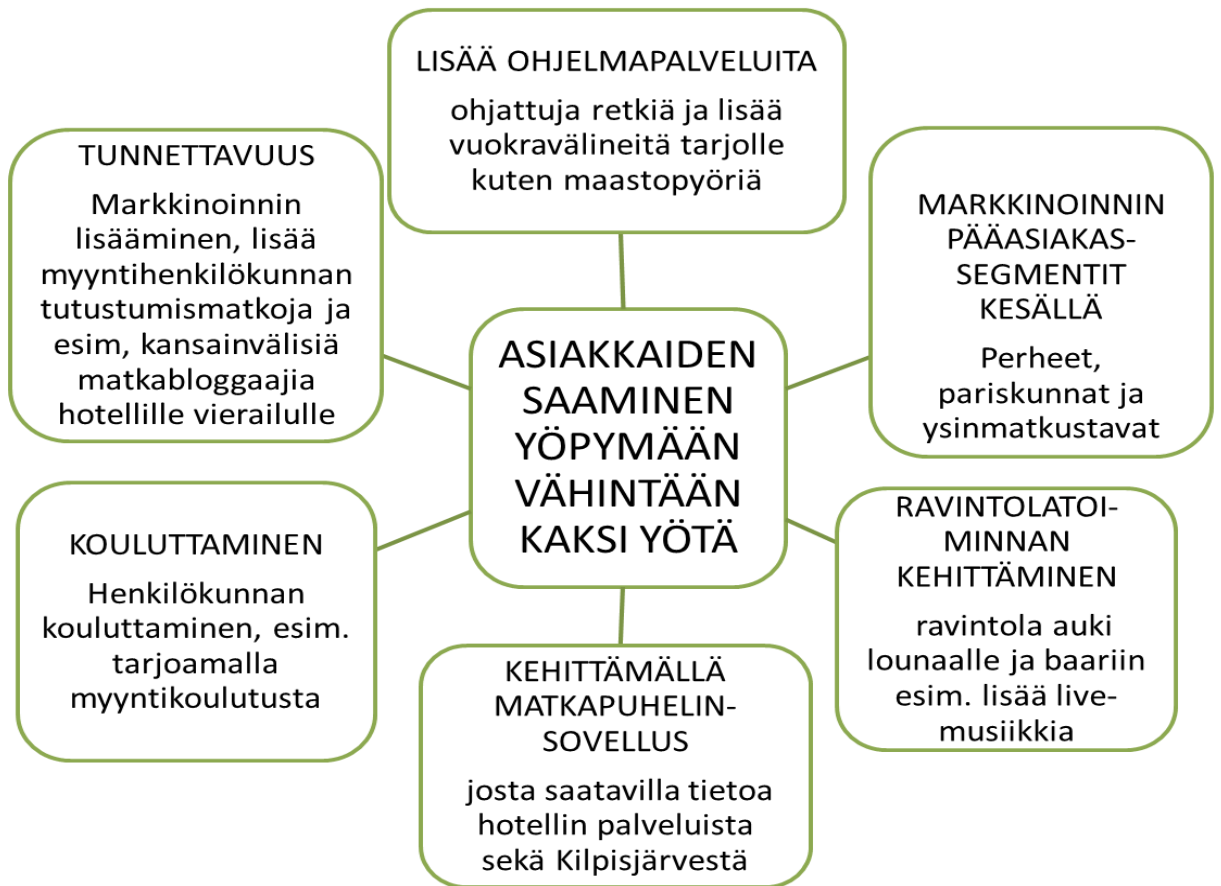 LISÄÄ OHJELMAPALVELUITA
ohjattuja retkiä ja lisää
vuokravälineitä tarjolle
kuten maastopyöriä
TUNNETTAVUUS
Markkinoinnin
lisääminen, lisää
myyntihenkilökunnan
tutustumismatkoja ja
esim, kansainvälisiä
matkabloggaajia
hotellille vierailulle
MARKKINOINNIN
PÄÄASIAKAS-
SEGMENTIT
KESÄLLÄ
Perheet,
pariskunnat ja
ysinmatkustavat
ASIAKKAIDEN
SAAMINEN
YÖPYMÄÄN
VÄHINTÄÄN
KAKSI YÖTÄ
KOULUTTAMINEN
Henkilökunnan
kouluttaminen, esim.
tarjoamalla
myyntikoulutusta
RAVINTOLATOI-
MINNAN
KEHITTÄMINEN
ravintola auki
lounaalle ja baariin
esim. lisää live-
musiikkia
KEHITTÄMÄLLÄ
MATKAPUHELIN-
SOVELLUS
josta saatavilla tietoa
hotellin palveluista
sekä Kilpisjärvestä